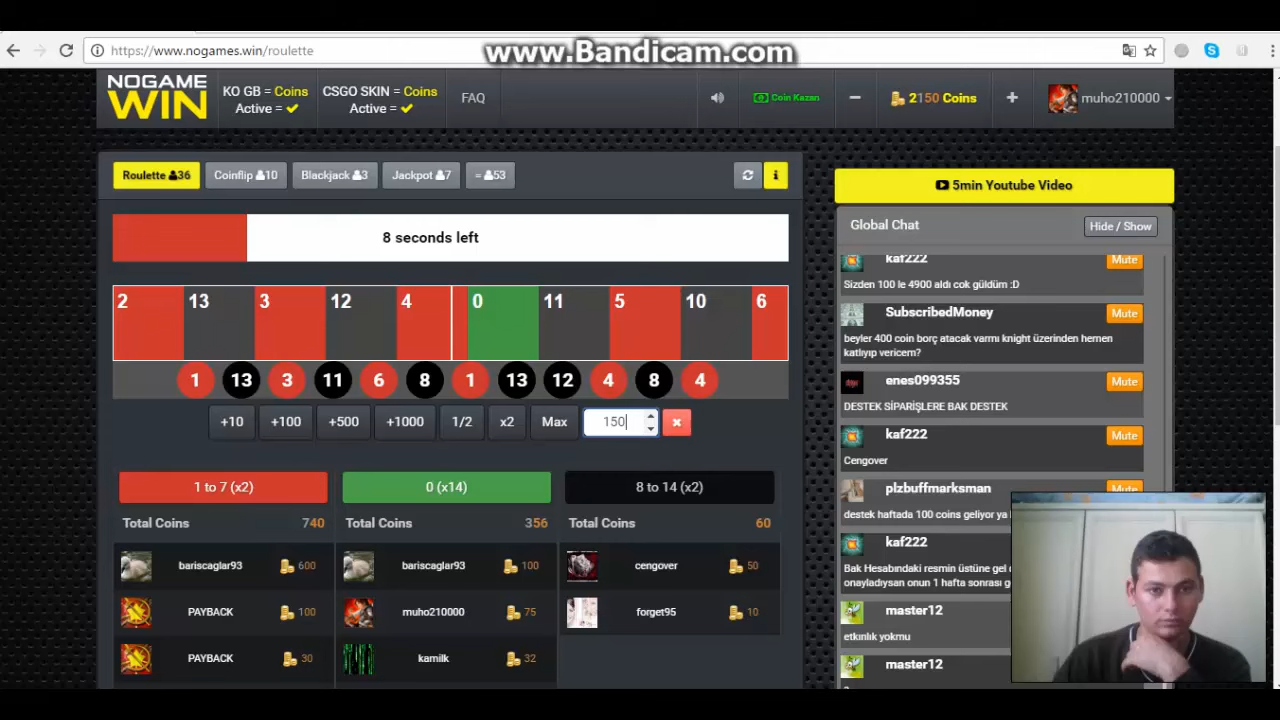 https://www.nogames.win/roulette
www.Bandicam.com
NOGAME
WIN
KO GB = Coins
Active = ✔
CSGO SKIN = Coins
Active = ✔
FAQ
Coin Kazan
2150 Coins
muho210000
Roulette 36
Coinflip 10
Blackjack 3
Jackpot 7
= 53
8 seconds left
2 13 3 12 4 0 11 5 10 6
1 13 3 11 6 8 1 13 12 4 8 4
+10 +100 +500 +1000 1/2 x2 Max 150
1 to 7 (x2)
0 (x14)
8 to 14 (x2)
Total Coins 740
Total Coins 356
Total Coins 60
bariscaglar93 600
bariscaglar93 100
cengover 50
PAYBACK 100
muho210000 75
forget95 10
PAYBACK 30
kamilk 32
5min Youtube Video
Global Chat
Hide / Show
kaf222
Mute
Sizden 100 le 4900 aldı cok güldüm :D
SubscribedMoney
Mute
beyler 400 coin borç atacak varmı knight üzerinden hemen
katlıyıp vericem?
enes099355
Mute
DESTEK SİPARİŞLERE BAK DESTEK
kaf222
Mute
Cengover
plzbuffmarksman
Mute
destek haftada 100 coins geliyor ya
kaf222
Bak Hesabındaki resmin üstüne gel
onayladıysan onun 1 hafta sonrası g
master12
etkınlık yokmu
master12